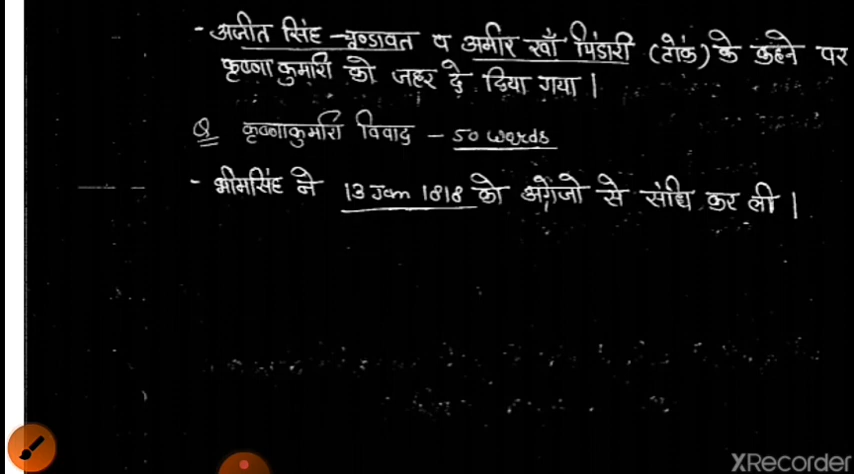 - अजीत सिंह चूण्डावत व अमीर खाँ पिंडारी (टोंक) के कहने पर
कृष्णा कुमारी को जहर दे दिया गया।
Q कृष्णाकुमारी विवाद - 50 words
- भीमसिंह ने 13 Jan 1818 को अंग्रेजो से संधि कर ली।
XRecorder